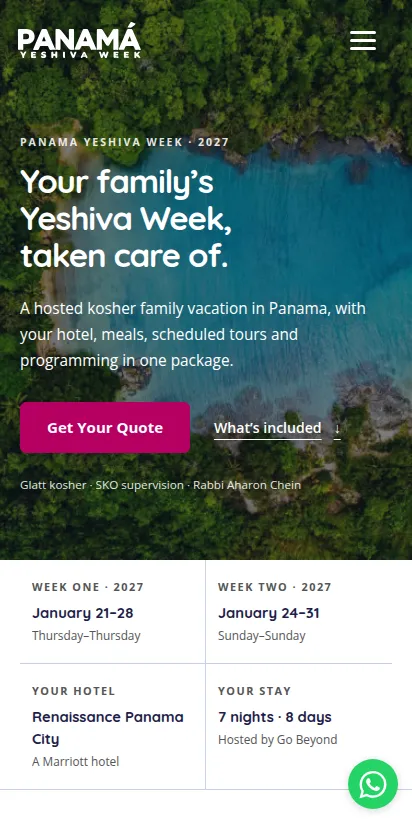 PANAMÁ
YESHIVA WEEK
PANAMA YESHIVA WEEK · 2027
Your family’s
Yeshiva Week,
taken care of.
A hosted kosher family vacation in Panama, with
your hotel, meals, scheduled tours and
programming in one package.
Get Your Quote
What’s included ↓
Glatt kosher · SKO supervision · Rabbi Aharon Chein
WEEK ONE · 2027
January 21–28
Thursday–Thursday
WEEK TWO · 2027
January 24–31
Sunday–Sunday
YOUR HOTEL
Renaissance Panama
City
A Marriott hotel
YOUR STAY
7 nights · 8 days
Hosted by Go Beyond